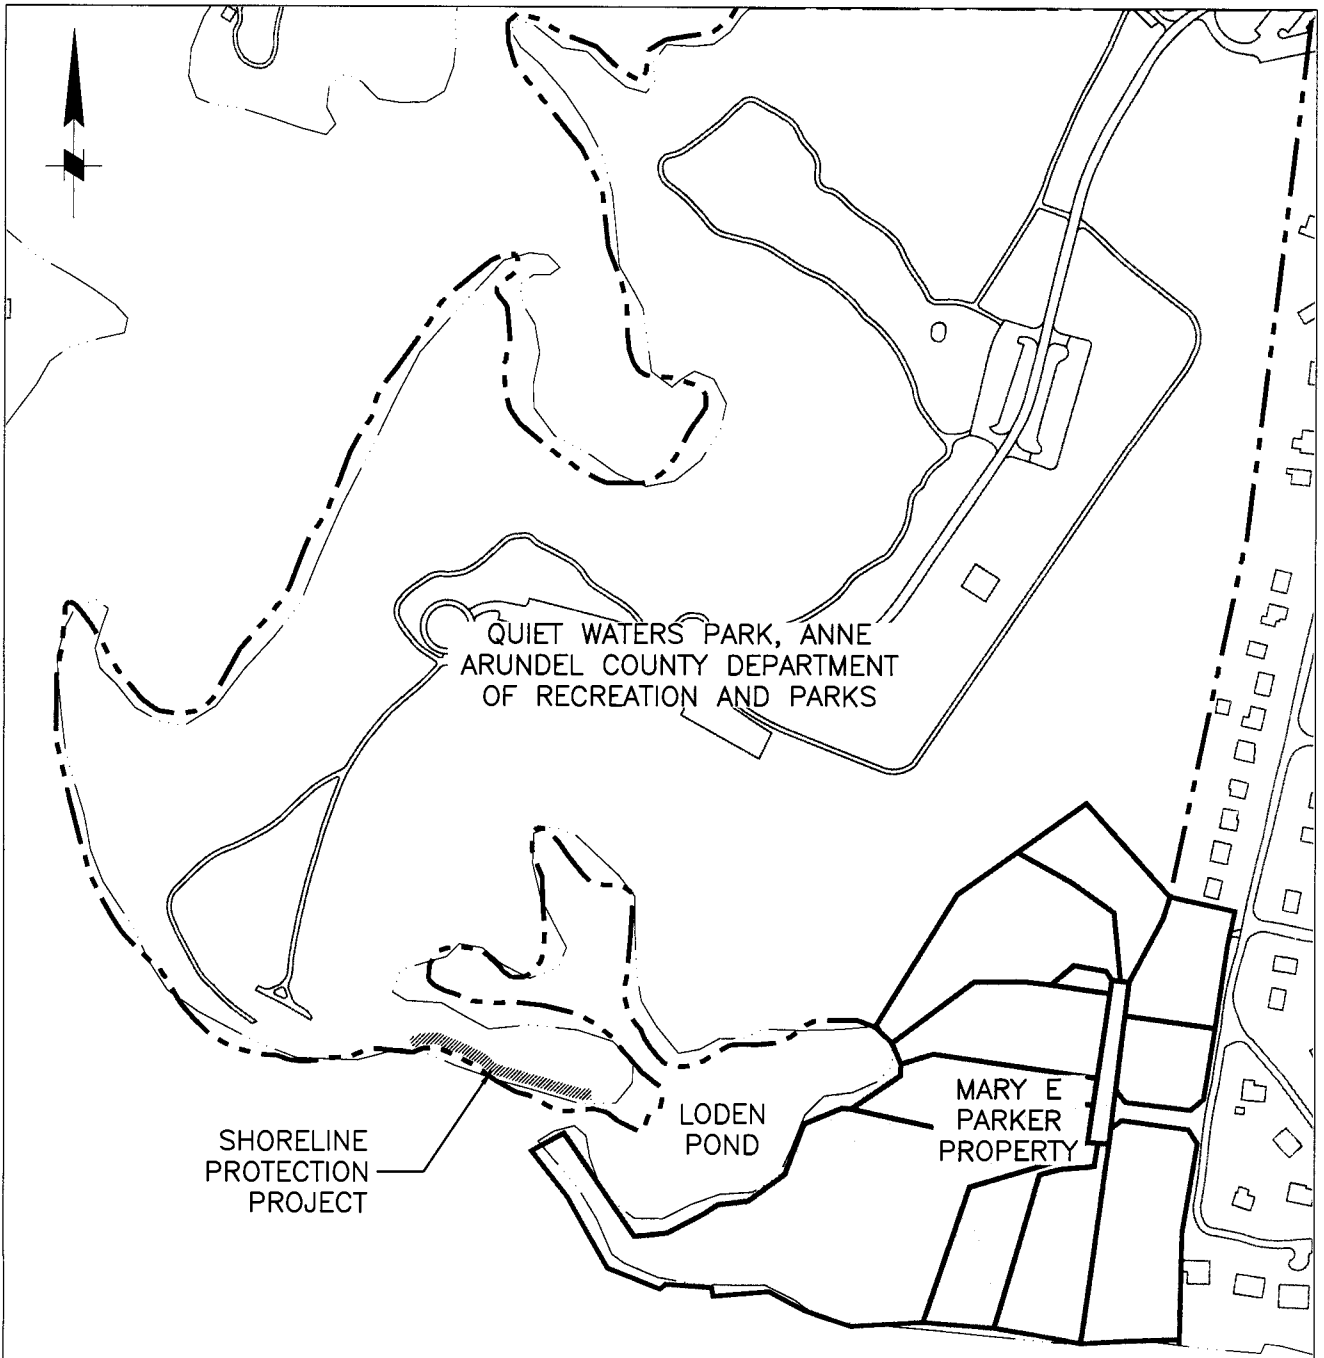 QUIET WATERS PARK, ANNE
ARUNDEL COUNTY DEPARTMENT
OF RECREATION AND PARKS
LODEN
POND
MARY E
PARKER
PROPERTY
SHORELINE
PROTECTION
PROJECT